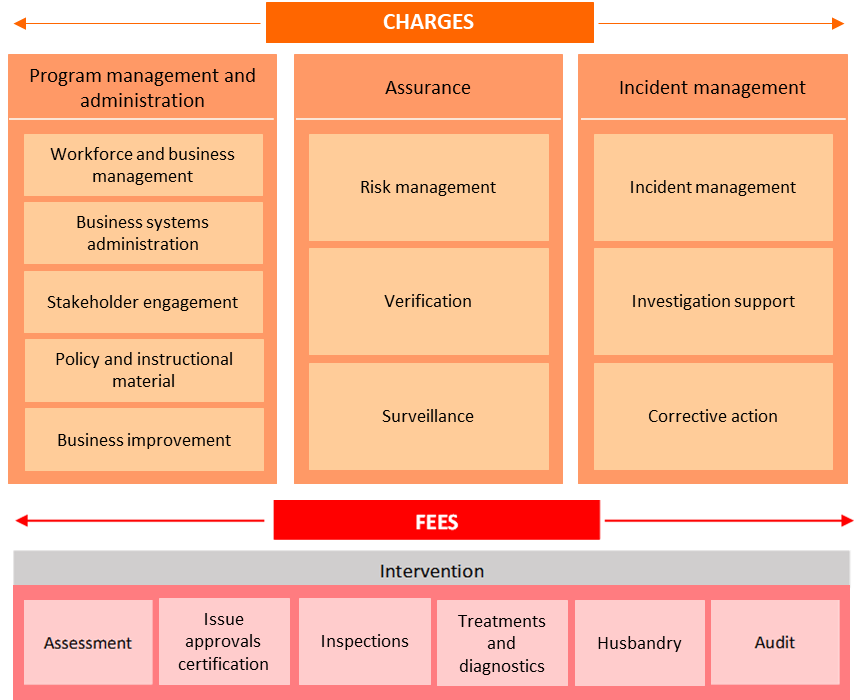 CHARGES
Program management and
administration
Workforce and business
management
Business systems
administration
Stakeholder engagement
Policy and instructional
material
Business improvement
Assurance
Risk management
Verification
Surveillance
Incident management
Incident management
Investigation support
Corrective action
FEES
Intervention
Assessment
Issue
approvals
certification
Inspections
Treatments
and
diagnostics
Husbandry
Audit